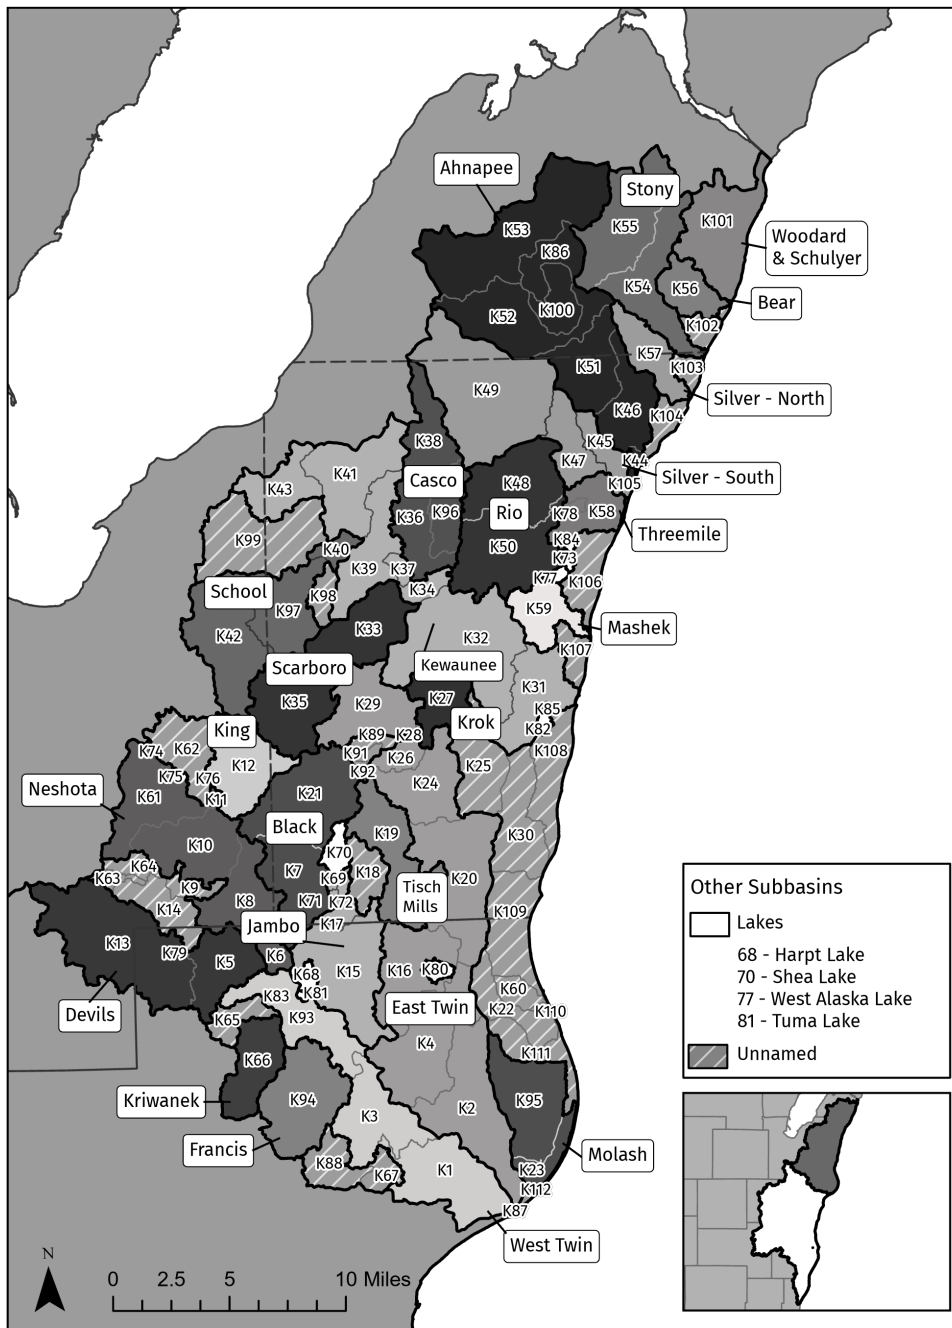 Ahnapee
Stony
K53
K55
K101
Woodard
& Schulyer
K86
K54
K56
Bear
K52
K100
K102
K57
K51
K103
K49
Silver - North
K46
K104
K38
K45
K41
K47
K44
Casco
K48
Silver - South
K43
K105
K36
K96
Rio
K78
K58
Threemile
K99
K84
K40
K50
K73
K39
K37
K77
K106
School
K98
K34
K97
K59
Mashek
K33
K42
K32
K107
Scarboro
Kewaunee
K31
K35
K29
K27
K85
Krok
K82
King
K89
K28
K74
K62
K91
K26
K108
K12
K92
K25
K75
K76
K24
Neshota
K61
K11
K21
Black
K19
K30
K10
K70
K64
K7
K69
K18
K63
K9
Tisch
Mills
K20
K14
K8
K71
K72
K109
K17
Jambo
K13
K79
K5
K6
K68
K15
K16
K80
K83
K81
K60
Devils
K65
K93
East Twin
K22
K110
K66
K4
K111
Kriwanek
K94
K3
K2
K95
Francis
K88
K67
K1
K23
Molash
K112
K87
West Twin
Other Subbasins
Lakes
68 - Harpt Lake
70 - Shea Lake
77 - West Alaska Lake
81 - Tuma Lake
Unnamed
N
0 2.5 5 10 Miles